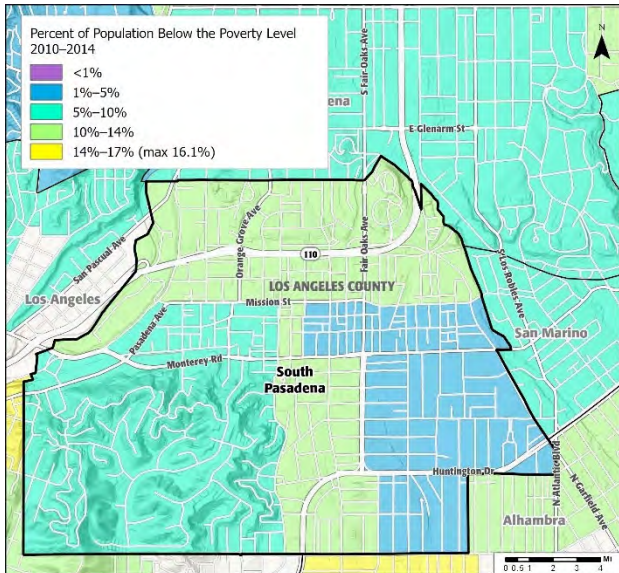 Percent of Population Below the Poverty Level
2010–2014
<1%
1%–5%
5%–10%
10%–14%
14%–17% (max 16.1%)
N
S Fair Oaks Ave
ena
E Glenarm St
San Pascual Ave
Orange Grove Ave
Fair Oaks Ave
110
S Los Robles Ave
Los Angeles
LOS ANGELES COUNTY
Mission St
San Marino
Pasadena Ave
Monterey Rd
South
Pasadena
Huntington Dr
N Atlantic Blvd
N Garfield Ave
Alhambra
Mi
0 0.5 1 2 3 4